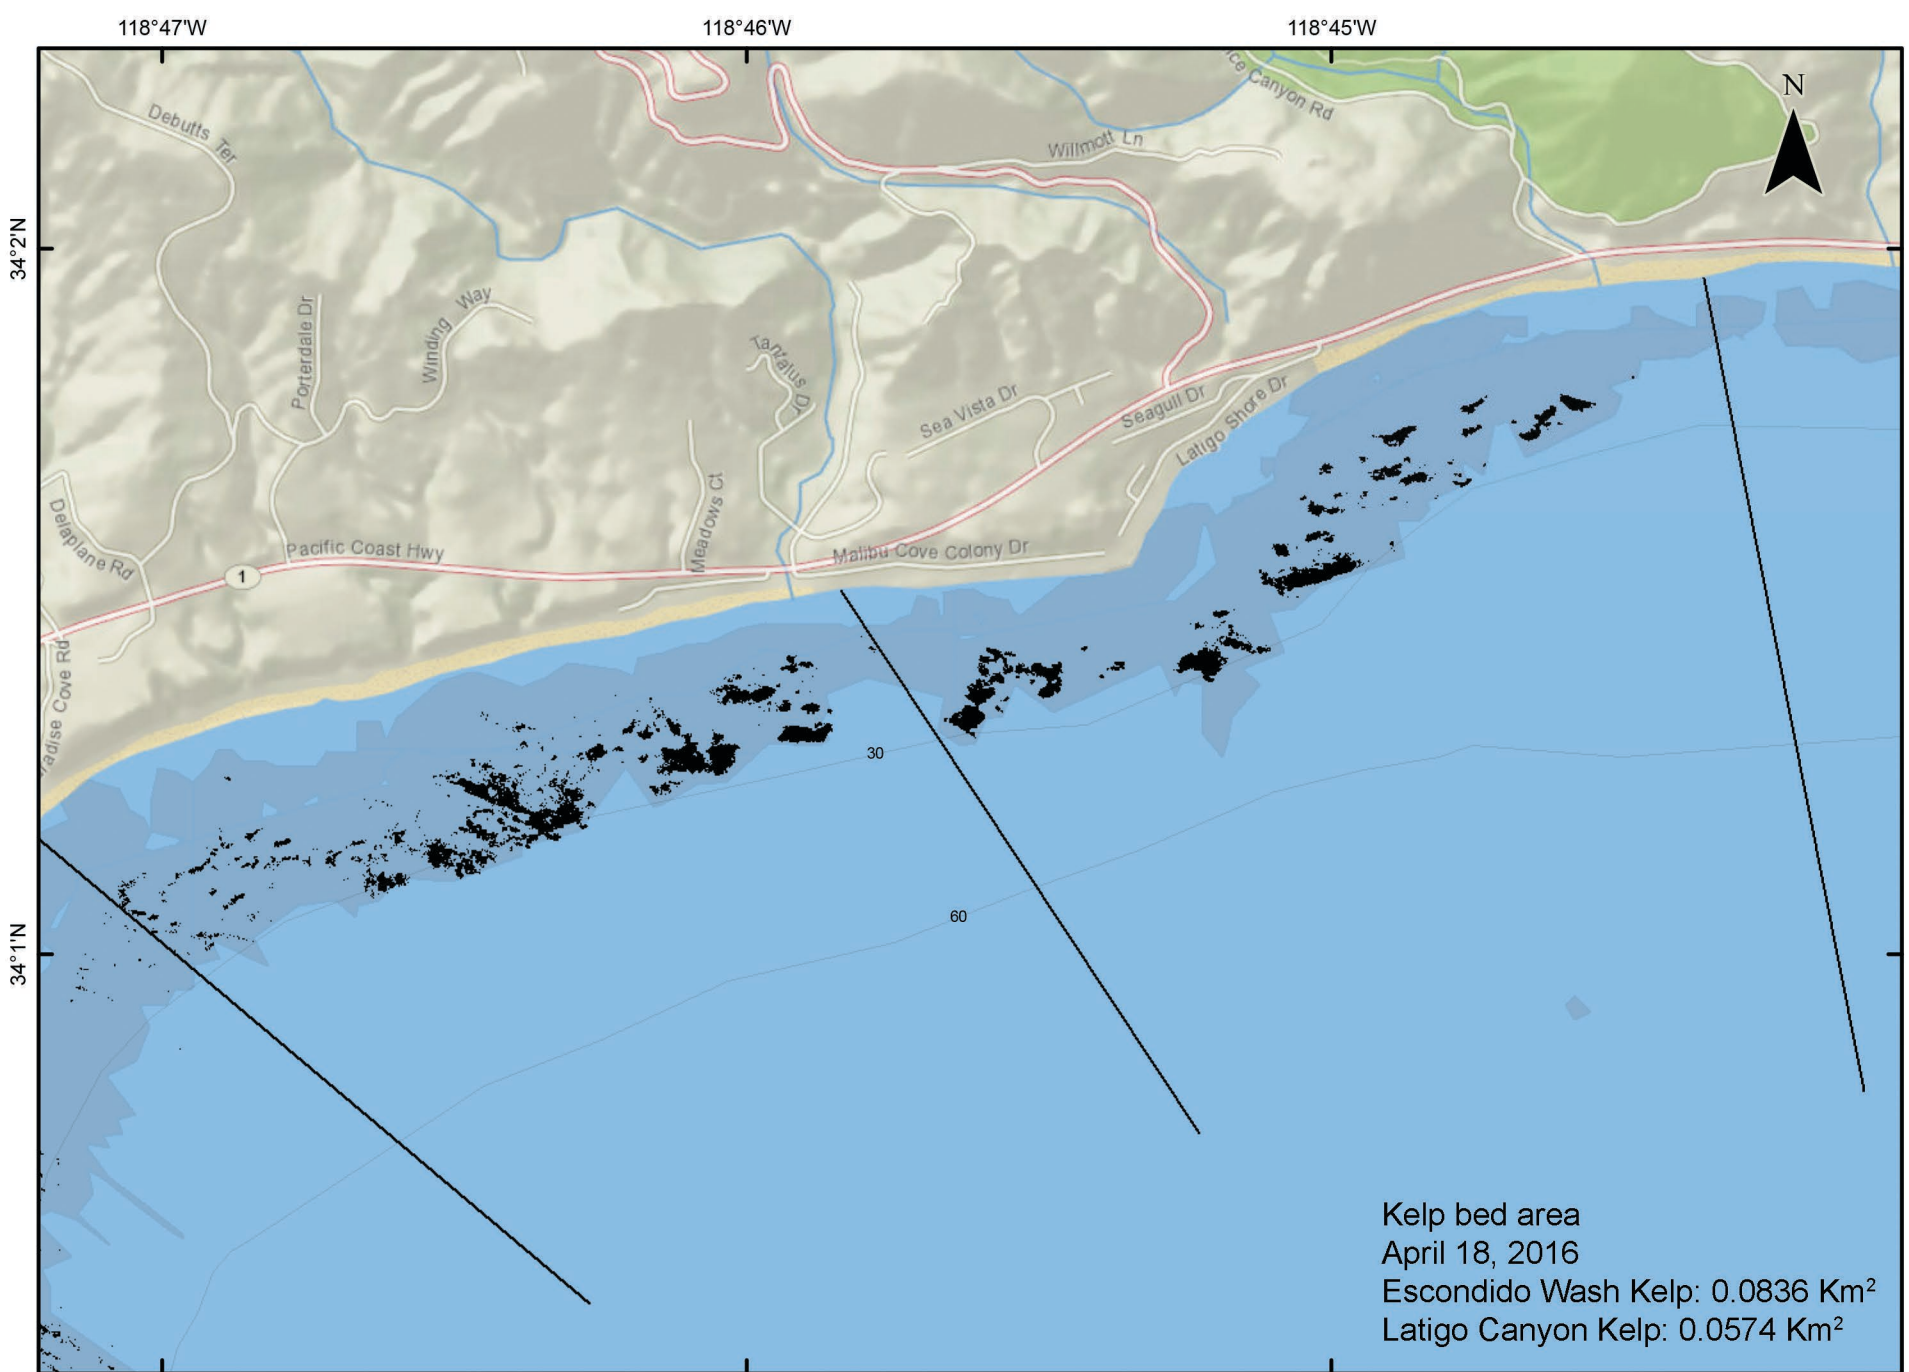 118°47'W
118°46'W
118°45'W
34°2'N
34°1'N
N
Debutts Ter
Canyon Rd
Willmott Ln
Porterdale Dr
Winding Way
Tantalus Dr
Sea Vista Dr
Seagull Dr
Latigo Shore Dr
Delaplane Rd
Meadows Ct
Pacific Coast Hwy
1
Malibu Cove Colony Dr
Cove Rd
30
60
Kelp bed area
April 18, 2016
Escondido Wash Kelp: 0.0836 Km²
Latigo Canyon Kelp: 0.0574 Km²